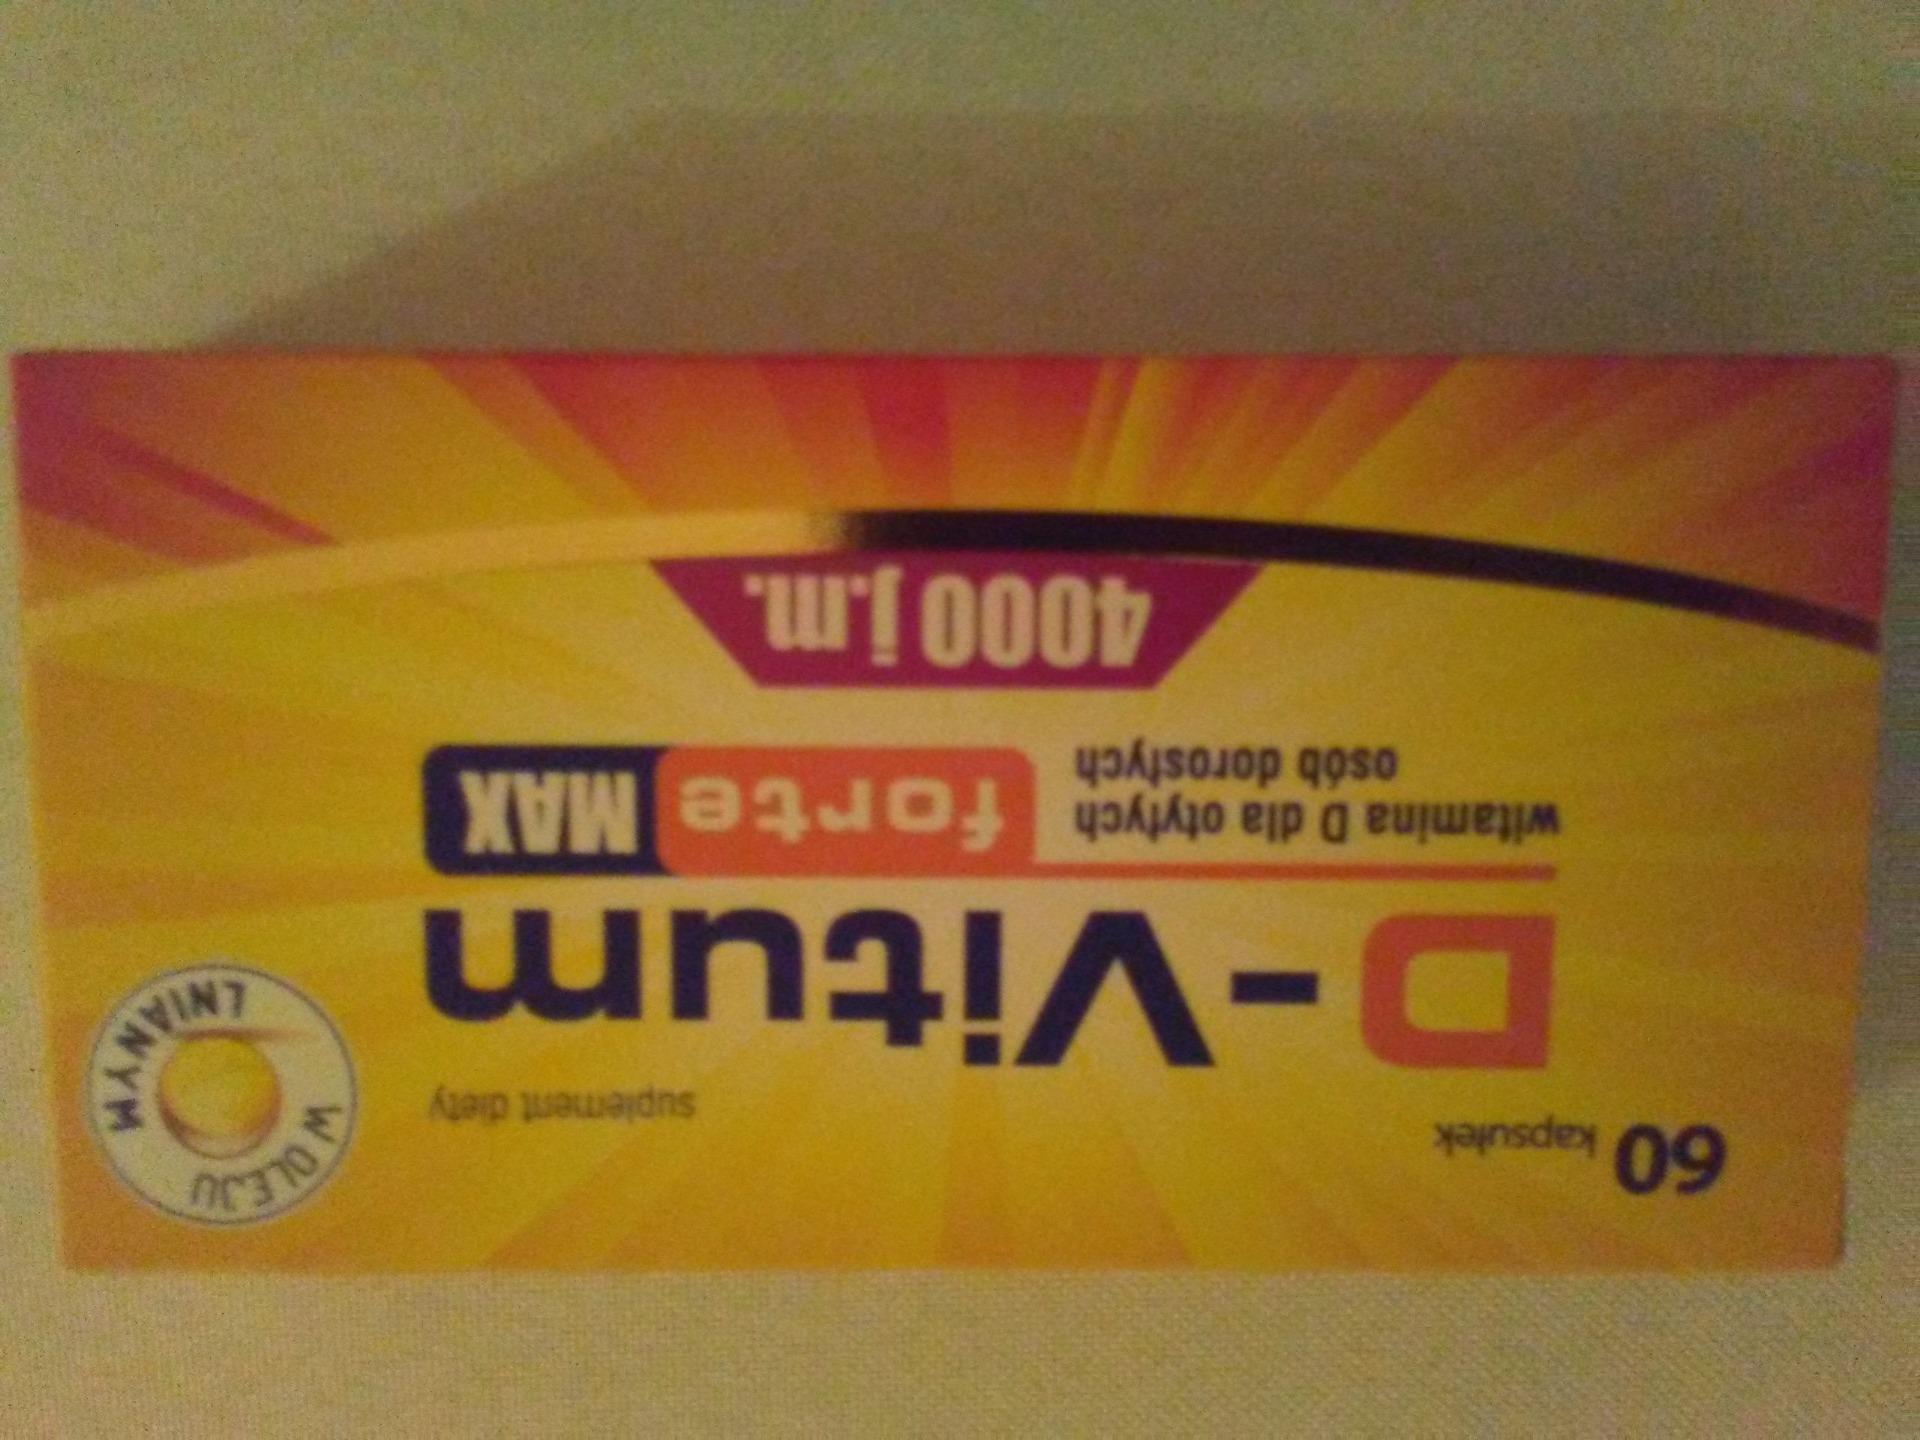 60 kapsułek
suplement diety
W OLEJU LNIANYM
D-Vitum
witamina D dla otyłych
osób dorosłych
forte MAX
4000 j.m.